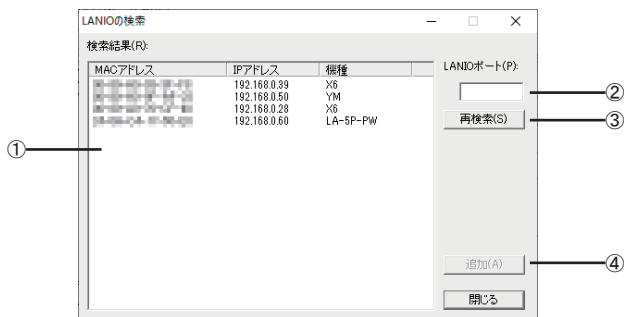 LANIOの検索
検索結果(R):
LANIOポート(P):
MACアドレス IPアドレス 機種
192.168.0.39 X6
192.168.0.50 YM
192.168.0.28 X6
192.168.0.60 LA-5P-PW
②
再検索(S) ③
①
追加(A) ④
閉じる